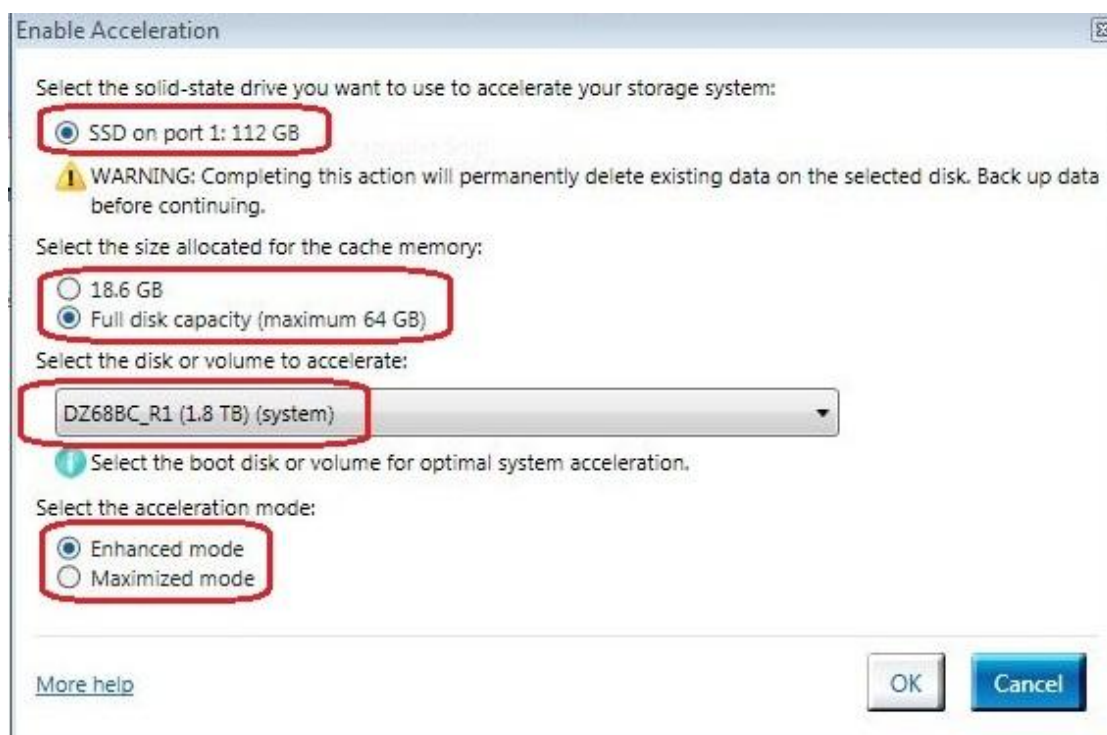 Enable Acceleration
Select the solid-state drive you want to use to accelerate your storage system:
SSD on port 1: 112 GB
WARNING: Completing this action will permanently delete existing data on the selected disk. Back up data
before continuing.
Select the size allocated for the cache memory:
18.6 GB
Full disk capacity (maximum 64 GB)
Select the disk or volume to accelerate:
DZ68BC_R1 (1.8 TB) (system)
Select the boot disk or volume for optimal system acceleration.
Select the acceleration mode:
Enhanced mode
Maximized mode
More help
OK
Cancel